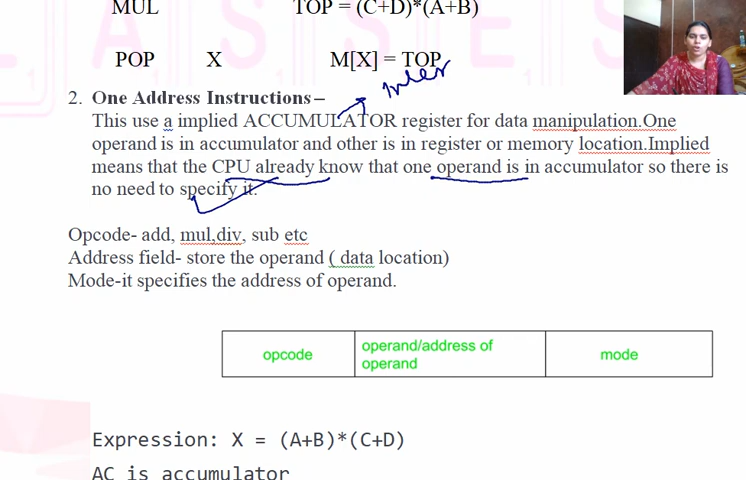 MUL TOP = (C+D)*(A+B)
POP X M[X] = TOP
2. One Address Instructions –
This use a implied ACCUMULATOR register for data manipulation.One
operand is in accumulator and other is in register or memory location.Implied
means that the CPU already know that one operand is in accumulator so there is
no need to specify it.
Opcode- add, mul,div, sub etc
Address field- store the operand ( data location)
Mode-it specifies the address of operand.
opcode
operand/address of
operand
mode
Expression: X = (A+B)*(C+D)
AC is accumulator